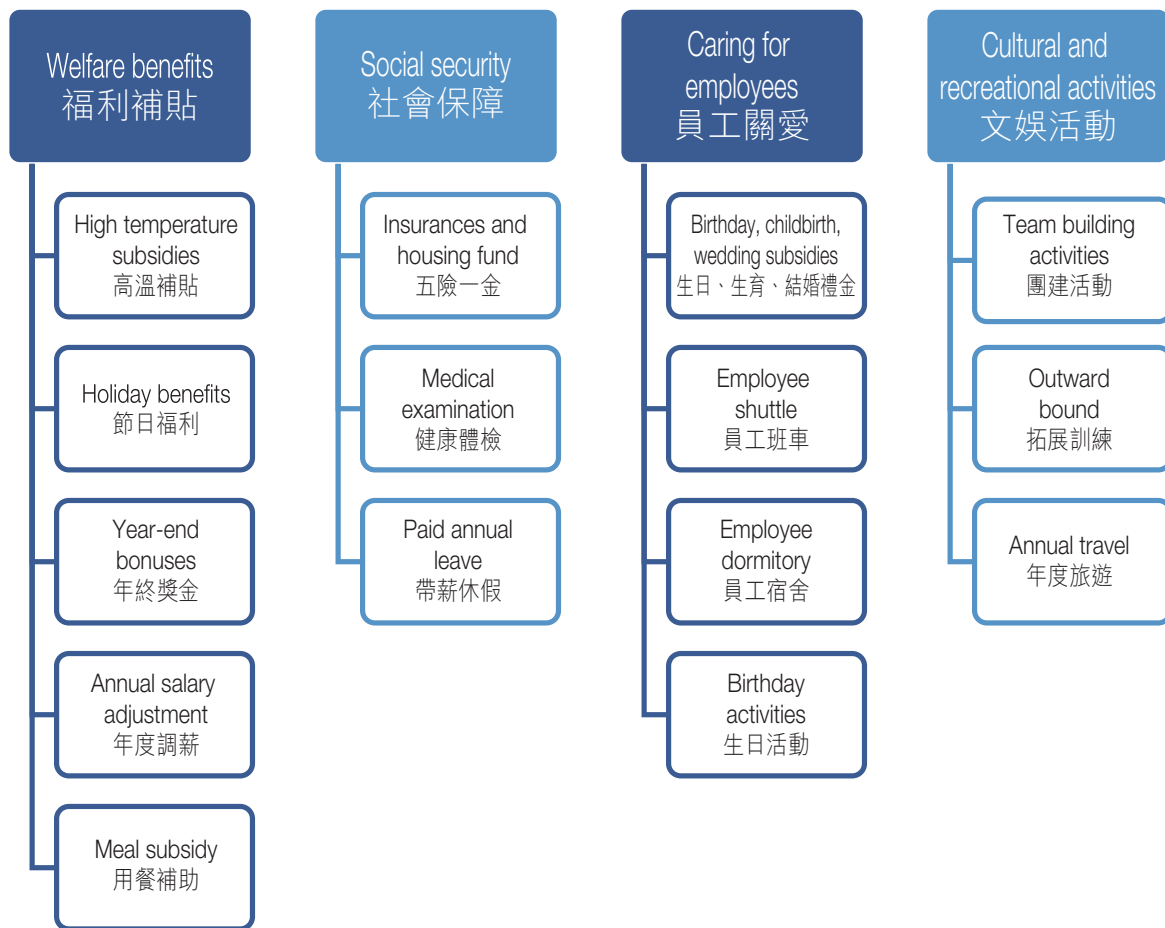 Welfare benefits
福利補貼
High temperature
subsidies
高溫補貼
Holiday benefits
節日福利
Year-end
bonuses
年終獎金
Annual salary
adjustment
年度調薪
Meal subsidy
用餐補助
Social security
社會保障
Insurances and
housing fund
五險一金
Medical
examination
健康體檢
Paid annual
leave
帶薪休假
Caring for
employees
員工關愛
Birthday, childbirth,
wedding subsidies
生日、生育、結婚禮金
Employee
shuttle
員工班車
Employee
dormitory
員工宿舍
Birthday
activities
生日活動
Cultural and
recreational activities
文娛活動
Team building
activities
團建活動
Outward
bound
拓展訓練
Annual travel
年度旅遊